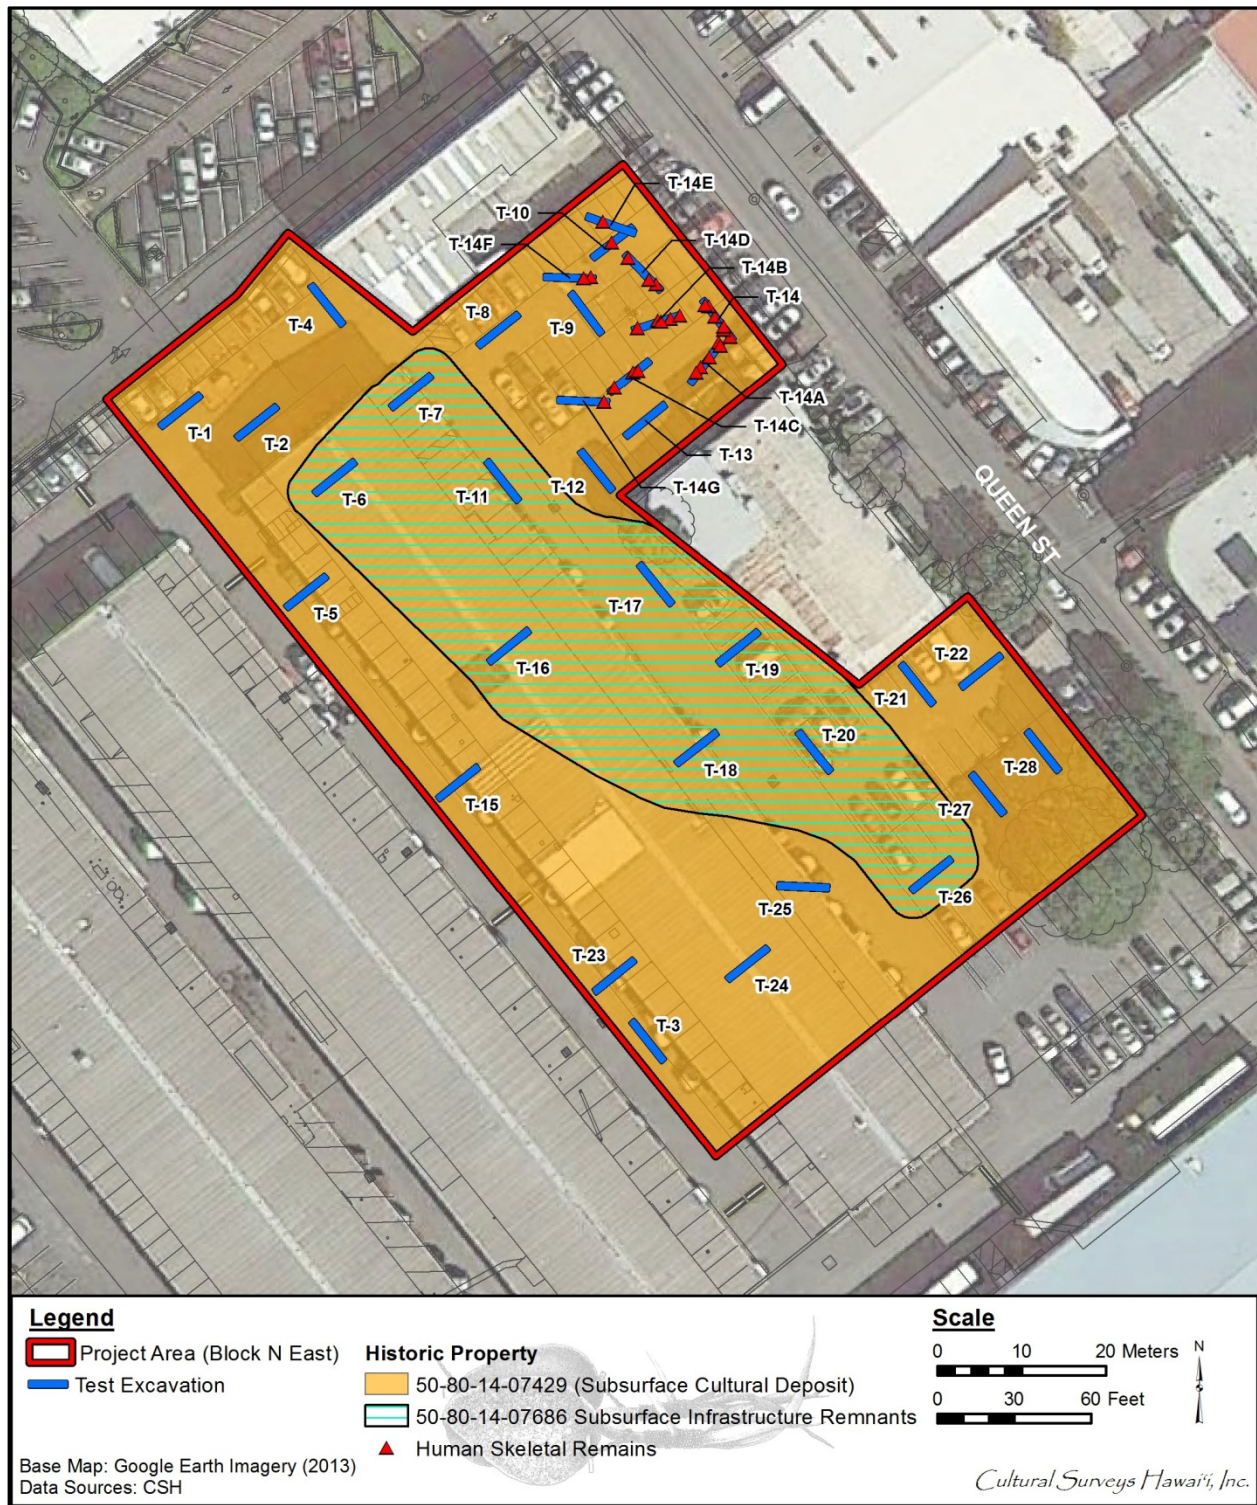 T-14E
T-10
T-14F
T-14D
T-14B
T-14
T-8
T-9
T-4
T-14A
T-7
T-14C
T-1
T-2
T-13
T-12
T-11
T-6
T-14G
QUEEN ST
T-5
T-17
T-16
T-19
T-22
T-21
T-20
T-18
T-28
T-15
T-27
T-26
T-25
T-23
T-24
T-3
Legend
Project Area (Block N East)
Test Excavation
Historic Property
50-80-14-07429 (Subsurface Cultural Deposit)
50-80-14-07686 Subsurface Infrastructure Remnants
Human Skeletal Remains
Scale
0 10 20 Meters
0 30 60 Feet
N
Base Map: Google Earth Imagery (2013)
Data Sources: CSH
Cultural Surveys Hawaiʻi, Inc.